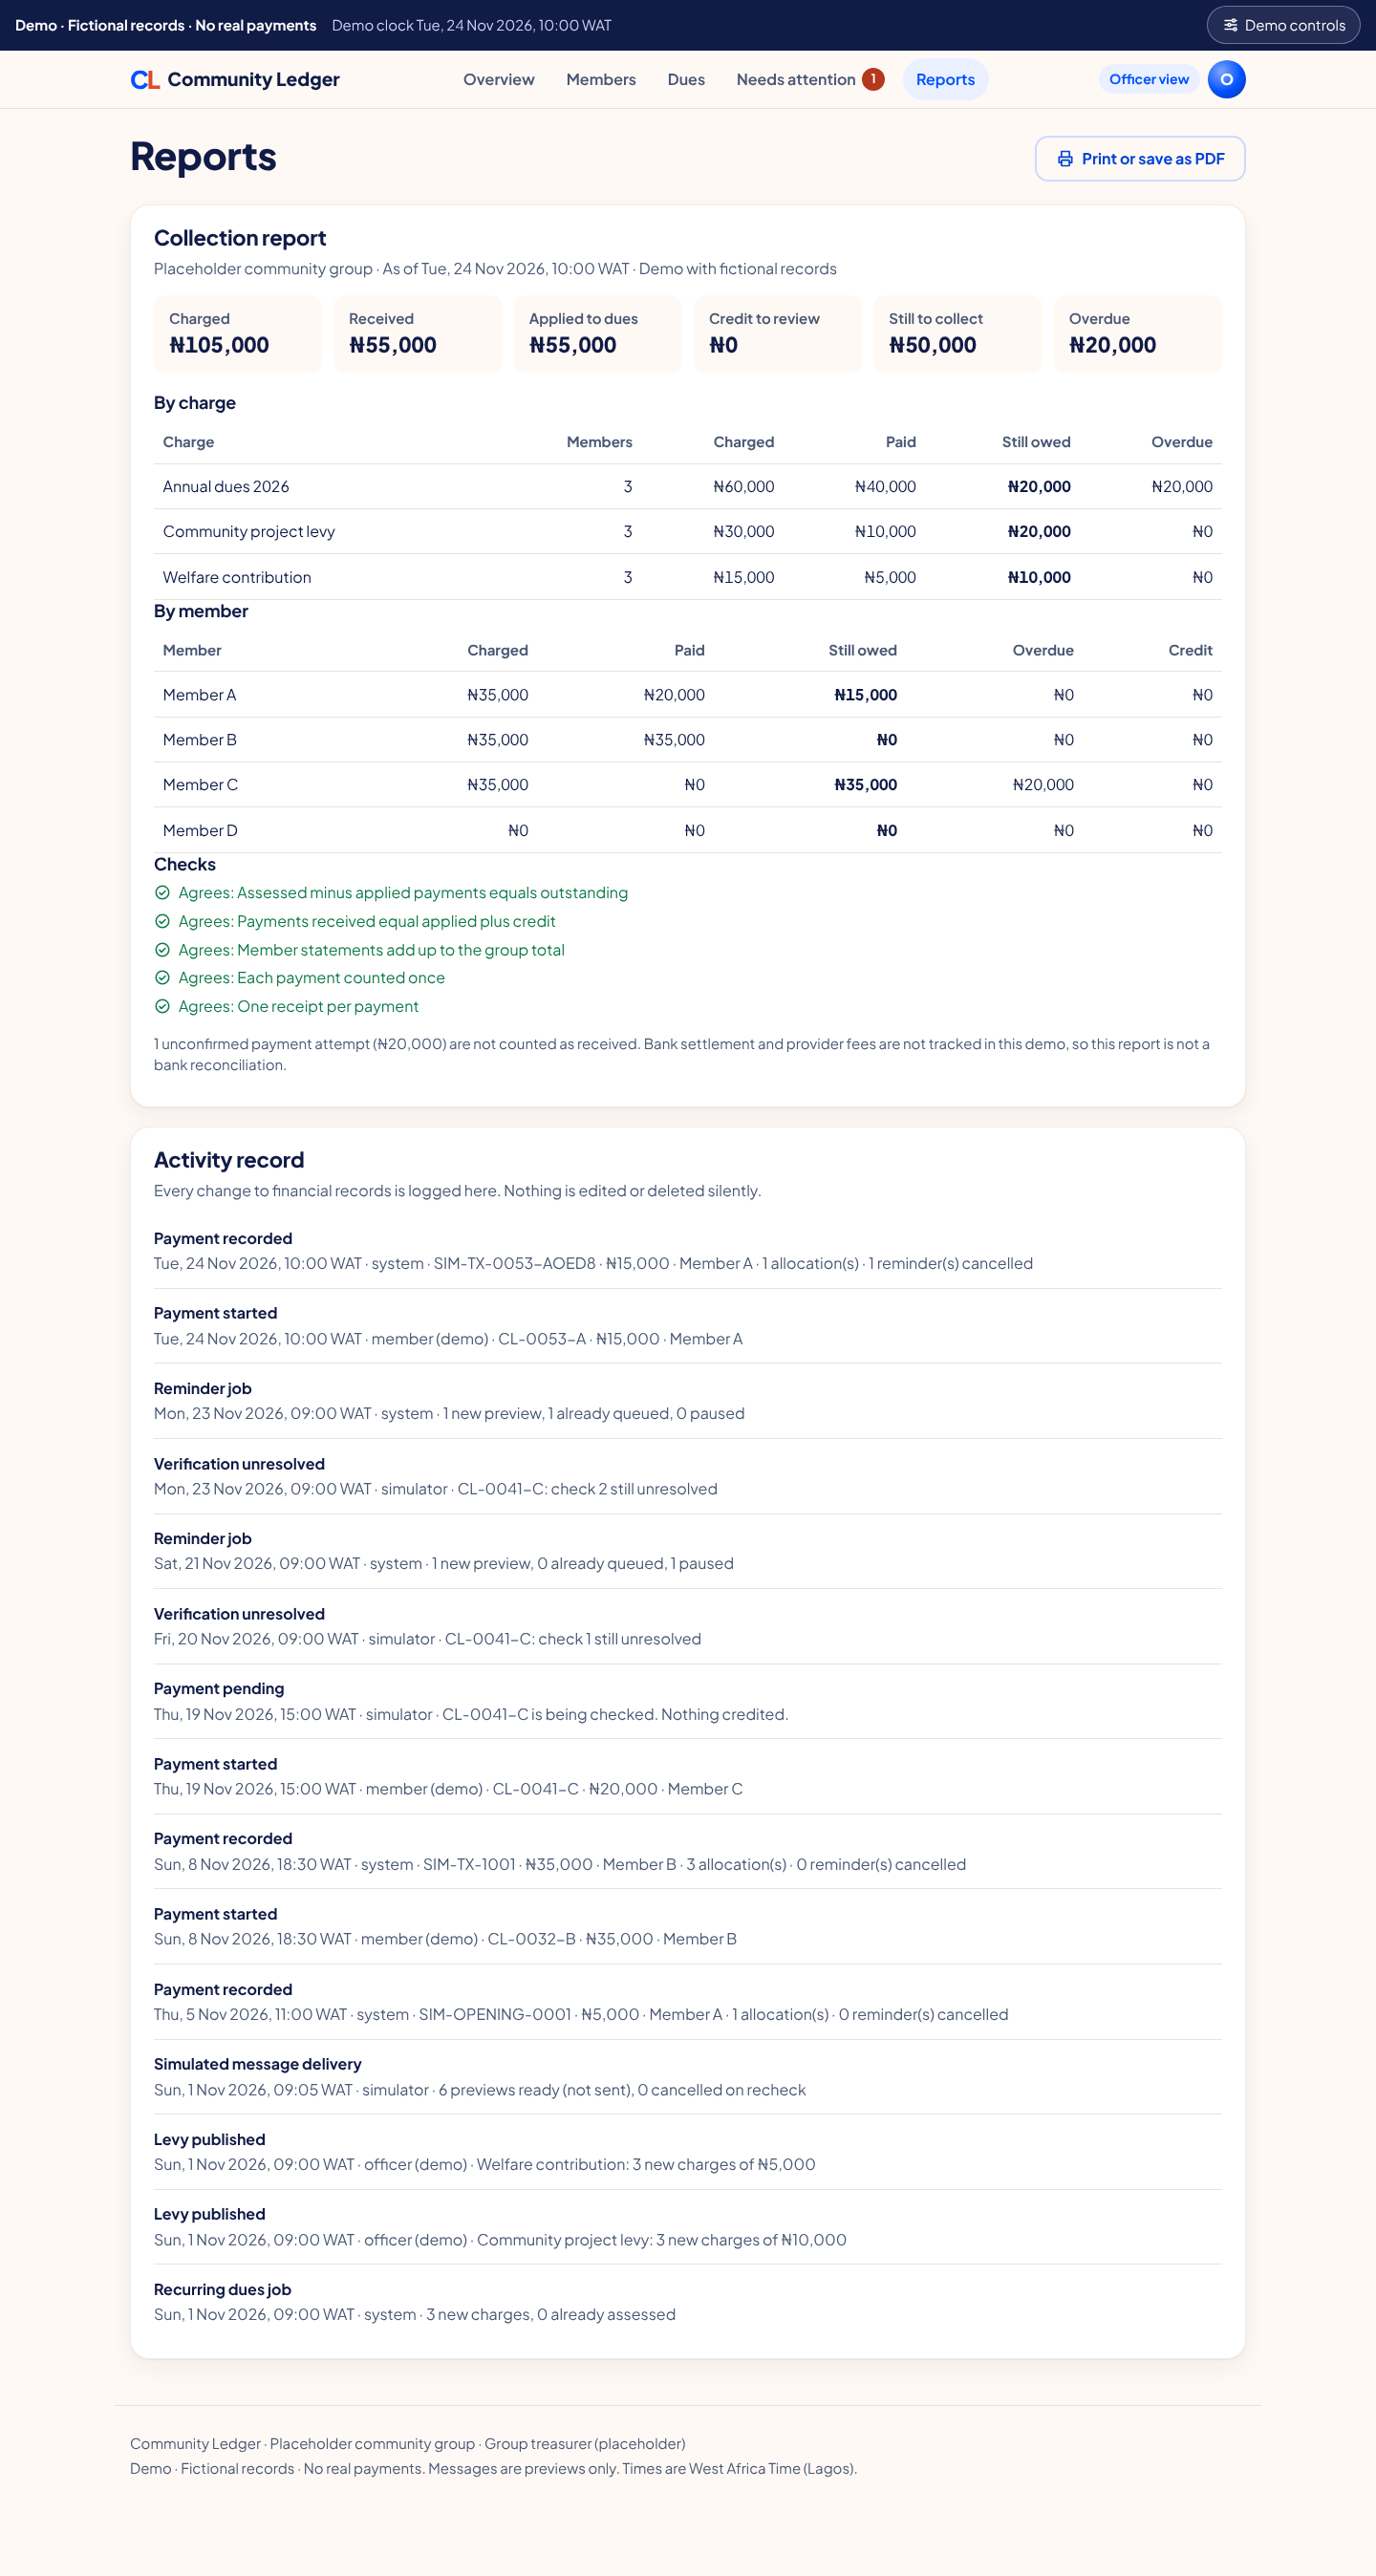 Demo · Fictional records · No real payments Demo clock Tue, 24 Nov 2026, 10:00 WAT Demo controls
CL Community Ledger Overview Members Dues Needs attention 1 Reports Officer view O
Reports Print or save as PDF
Collection report
Placeholder community group · As of Tue, 24 Nov 2026, 10:00 WAT · Demo with fictional records
Charged Received Applied to dues Credit to review Still to collect Overdue
₦105,000 ₦55,000 ₦55,000 ₦0 ₦50,000 ₦20,000
By charge
Charge Members Charged Paid Still owed Overdue
Annual dues 2026 3 ₦60,000 ₦40,000 ₦20,000 ₦20,000
Community project levy 3 ₦30,000 ₦10,000 ₦20,000 ₦0
Welfare contribution 3 ₦15,000 ₦5,000 ₦10,000 ₦0
By member
Member Charged Paid Still owed Overdue Credit
Member A ₦35,000 ₦20,000 ₦15,000 ₦0 ₦0
Member B ₦35,000 ₦35,000 ₦0 ₦0 ₦0
Member C ₦35,000 ₦0 ₦35,000 ₦20,000 ₦0
Member D ₦0 ₦0 ₦0 ₦0 ₦0
Checks
Agrees: Assessed minus applied payments equals outstanding
Agrees: Payments received equal applied plus credit
Agrees: Member statements add up to the group total
Agrees: Each payment counted once
Agrees: One receipt per payment
1 unconfirmed payment attempt (₦20,000) are not counted as received. Bank settlement and provider fees are not tracked in this demo, so this report is not a
bank reconciliation.
Activity record
Every change to financial records is logged here. Nothing is edited or deleted silently.
Payment recorded
Tue, 24 Nov 2026, 10:00 WAT · system · SIM-TX-0053-AOED8 · ₦15,000 · Member A · 1 allocation(s) · 1 reminder(s) cancelled
Payment started
Tue, 24 Nov 2026, 10:00 WAT · member (demo) · CL-0053-A · ₦15,000 · Member A
Reminder job
Mon, 23 Nov 2026, 09:00 WAT · system · 1 new preview, 1 already queued, 0 paused
Verification unresolved
Mon, 23 Nov 2026, 09:00 WAT · simulator · CL-0041-C: check 2 still unresolved
Reminder job
Sat, 21 Nov 2026, 09:00 WAT · system · 1 new preview, 0 already queued, 1 paused
Verification unresolved
Fri, 20 Nov 2026, 09:00 WAT · simulator · CL-0041-C: check 1 still unresolved
Payment pending
Thu, 19 Nov 2026, 15:00 WAT · simulator · CL-0041-C is being checked. Nothing credited.
Payment started
Thu, 19 Nov 2026, 15:00 WAT · member (demo) · CL-0041-C · ₦20,000 · Member C
Payment recorded
Sun, 8 Nov 2026, 18:30 WAT · system · SIM-TX-1001 · ₦35,000 · Member B · 3 allocation(s) · 0 reminder(s) cancelled
Payment started
Sun, 8 Nov 2026, 18:30 WAT · member (demo) · CL-0032-B · ₦35,000 · Member B
Payment recorded
Thu, 5 Nov 2026, 11:00 WAT · system · SIM-OPENING-0001 · ₦5,000 · Member A · 1 allocation(s) · 0 reminder(s) cancelled
Simulated message delivery
Sun, 1 Nov 2026, 09:05 WAT · simulator · 6 previews ready (not sent), 0 cancelled on recheck
Levy published
Sun, 1 Nov 2026, 09:00 WAT · officer (demo) · Welfare contribution: 3 new charges of ₦5,000
Levy published
Sun, 1 Nov 2026, 09:00 WAT · officer (demo) · Community project levy: 3 new charges of ₦10,000
Recurring dues job
Sun, 1 Nov 2026, 09:00 WAT · system · 3 new charges, 0 already assessed
Community Ledger · Placeholder community group · Group treasurer (placeholder)
Demo · Fictional records · No real payments. Messages are previews only. Times are West Africa Time (Lagos).